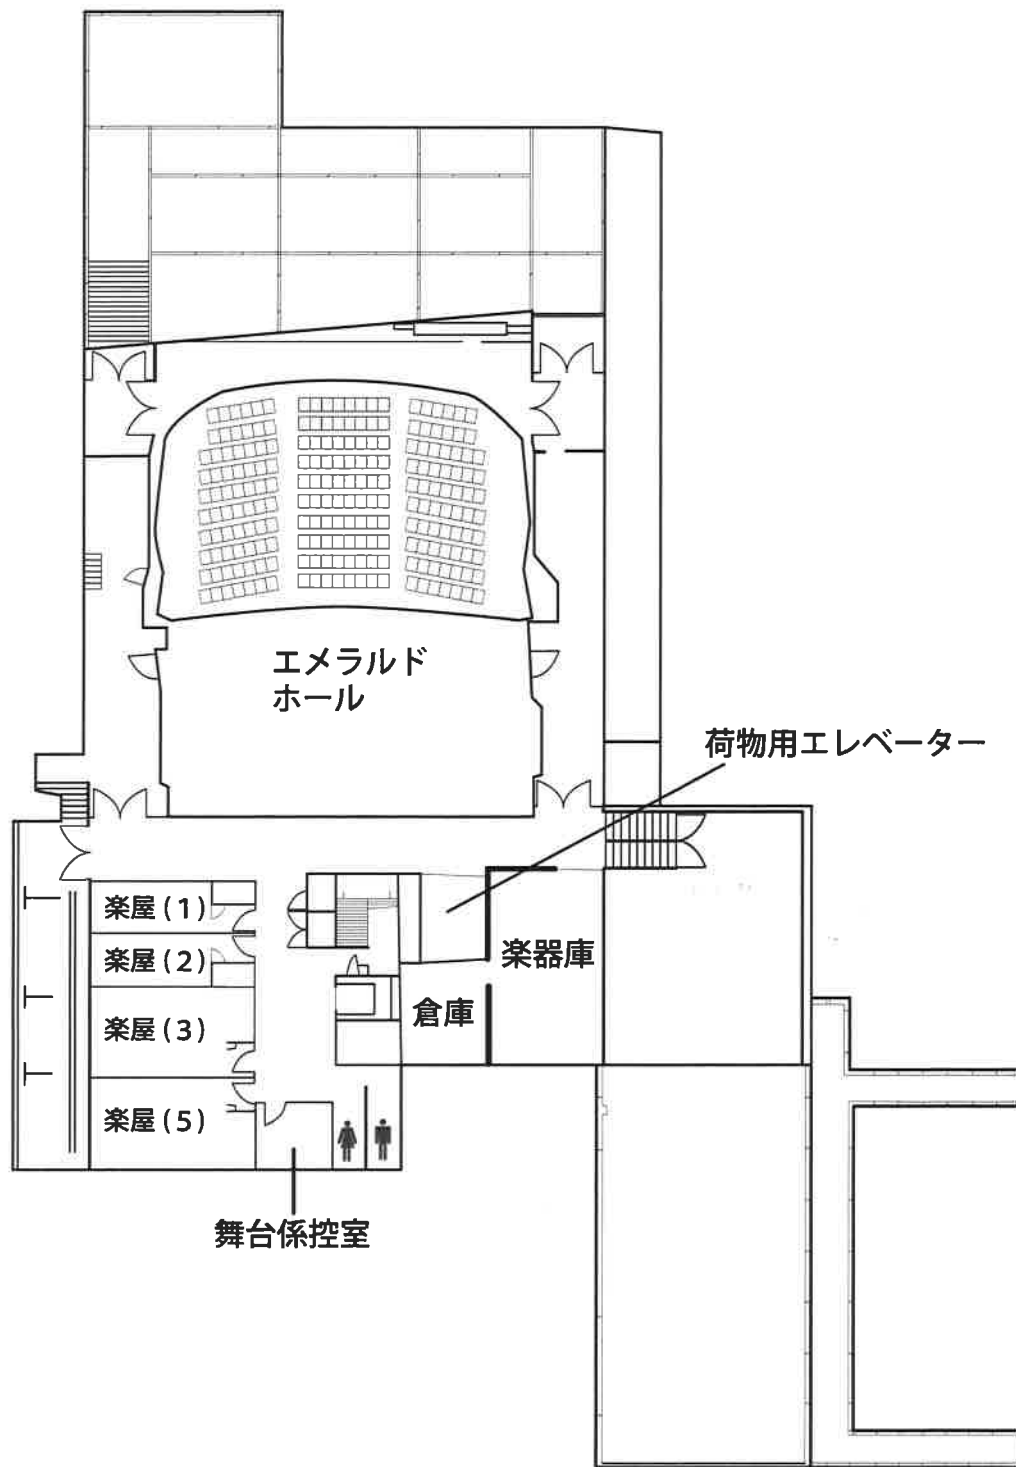 エメラルド
ホール
荷物用エレベーター
楽屋(1)
楽屋(2)
楽器庫
倉庫
楽屋(3)
楽屋(5)
舞台係控室